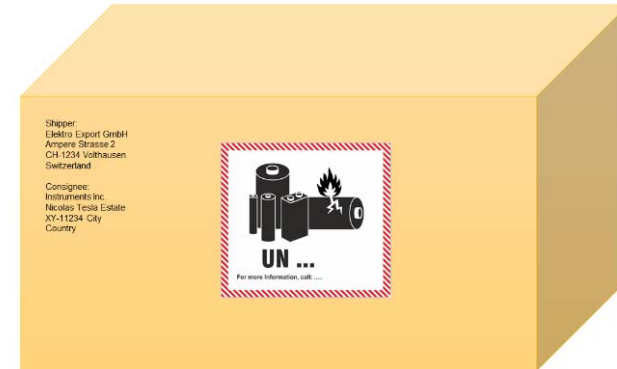 Shipper:
Elektro Export GmbH
Ampere Strasse 2
CH-1234 Volthausen
Switzerland
Consignee:
Instruments Inc.
Nicolas Tesla Estate
XY-11234 City
Country
UN ...
For more Information, call: ....